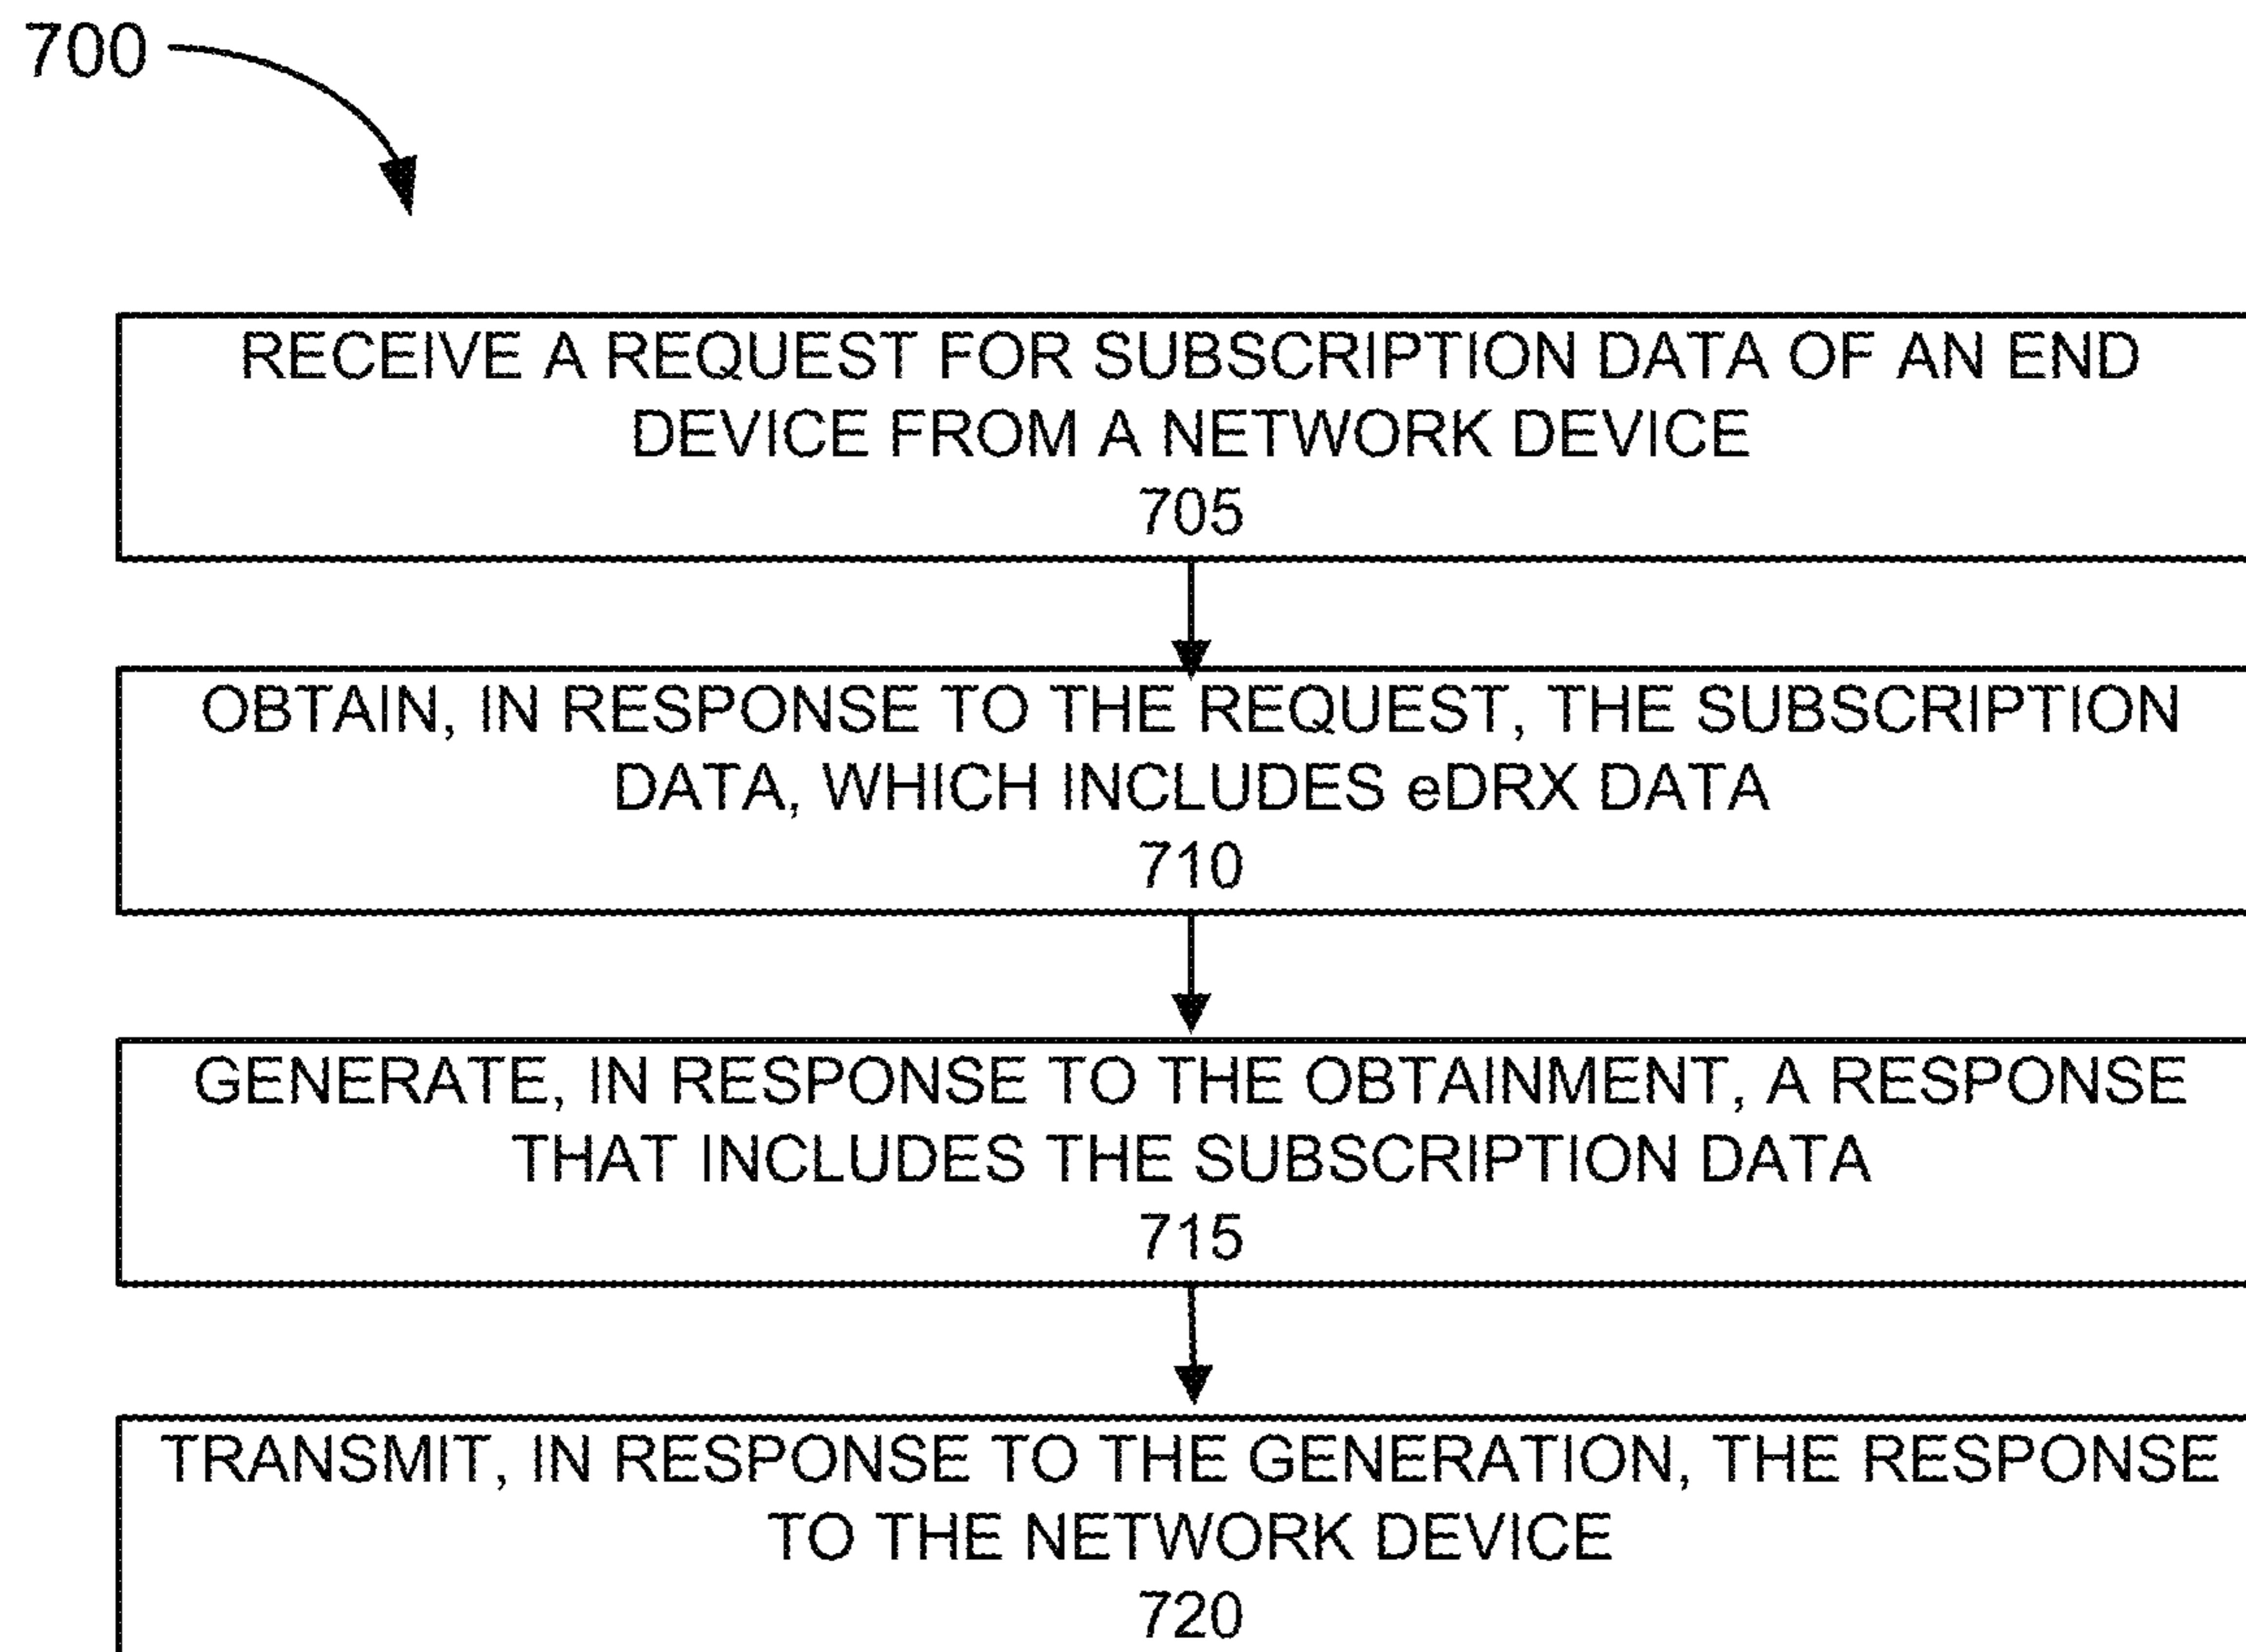 700
RECEIVE A REQUEST FOR SUBSCRIPTION DATA OF AN END
DEVICE FROM A NETWORK DEVICE
705
OBTAIN, IN RESPONSE TO THE REQUEST, THE SUBSCRIPTION
DATA, WHICH INCLUDES eDRX DATA
710
GENERATE, IN RESPONSE TO THE OBTAINMENT, A RESPONSE
THAT INCLUDES THE SUBSCRIPTION DATA
715
TRANSMIT, IN RESPONSE TO THE GENERATION, THE RESPONSE
TO THE NETWORK DEVICE
720